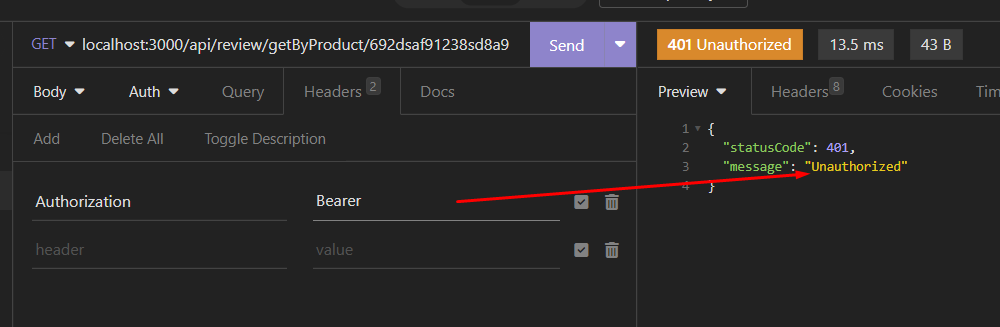 GET localhost:3000/api/review/getByProduct/692dsaf91238sd8a9 Send 401 Unauthorized 13.5 ms 43 B
Body Auth Query Headers 2 Docs Preview Headers 8 Cookies Tim
Add Delete All Toggle Description
1 {
2 "statusCode": 401,
3 "message": "Unauthorized"
4 }
Authorization Bearer
header value